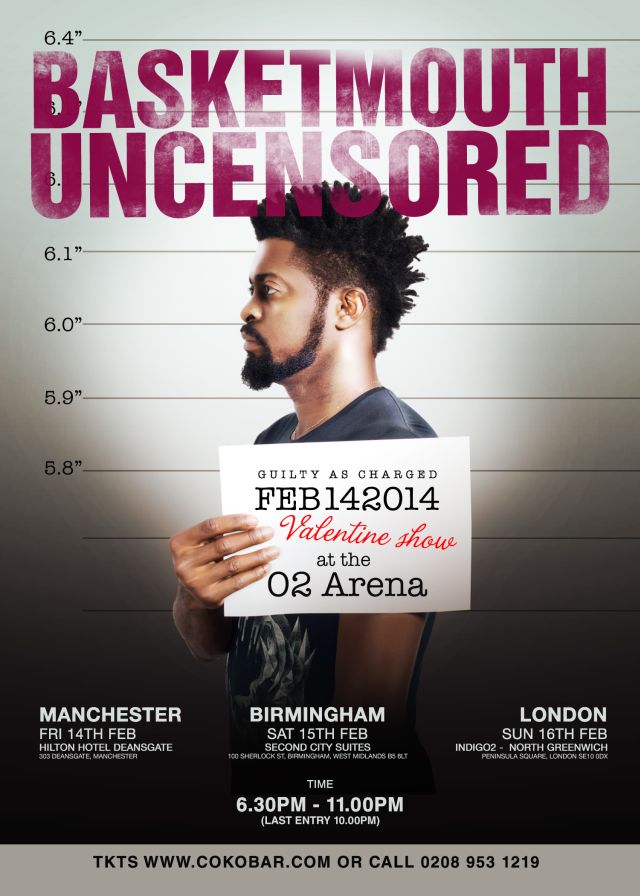 6.4"
BASKETMOUTH
UNCENSORED
6.1"
6.0"
5.9"
5.8"
GUILTY AS CHARGED
FEB 14 2014
Valentine show
at the
O2 Arena
MANCHESTER
FRI 14TH FEB
HILTON HOTEL DEANSGATE
303 DEANSGATE, MANCHESTER
BIRMINGHAM
SAT 15TH FEB
SECOND CITY SUITES
100 SHERLOCK ST, BIRMINGHAM, WEST MIDLANDS B5 6LT
LONDON
SUN 16TH FEB
INDIGO2 - NORTH GREENWICH
PENINSULA SQUARE, LONDON SE10 0DX
TIME
6.30PM - 11.00PM
(LAST ENTRY 10.00PM)
TKTS WWW.COKOBAR.COM OR CALL 0208 953 1219